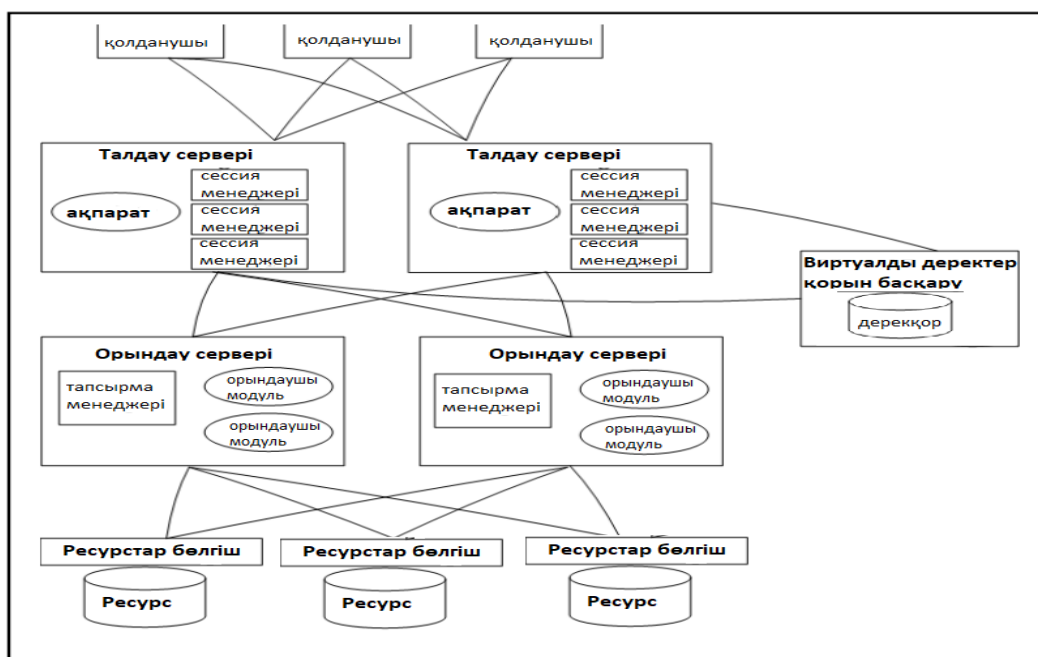 қолданушы
қолданушы
қолданушы
Талдау сервері
ақпарат
сессия
менеджері
сессия
менеджері
сессия
менеджері
Талдау сервері
ақпарат
сессия
менеджері
сессия
менеджері
сессия
менеджері
Виртуалды деректер
қорын басқару
дерекқор
Орындау сервері
тапсырма
менеджері
орындаушы
модуль
орындаушы
модуль
Орындау сервері
тапсырма
менеджері
орындаушы
модуль
орындаушы
модуль
Ресурстар бөлгіш
Ресурс
Ресурстар бөлгіш
Ресурс
Ресурстар бөлгіш
Ресурс